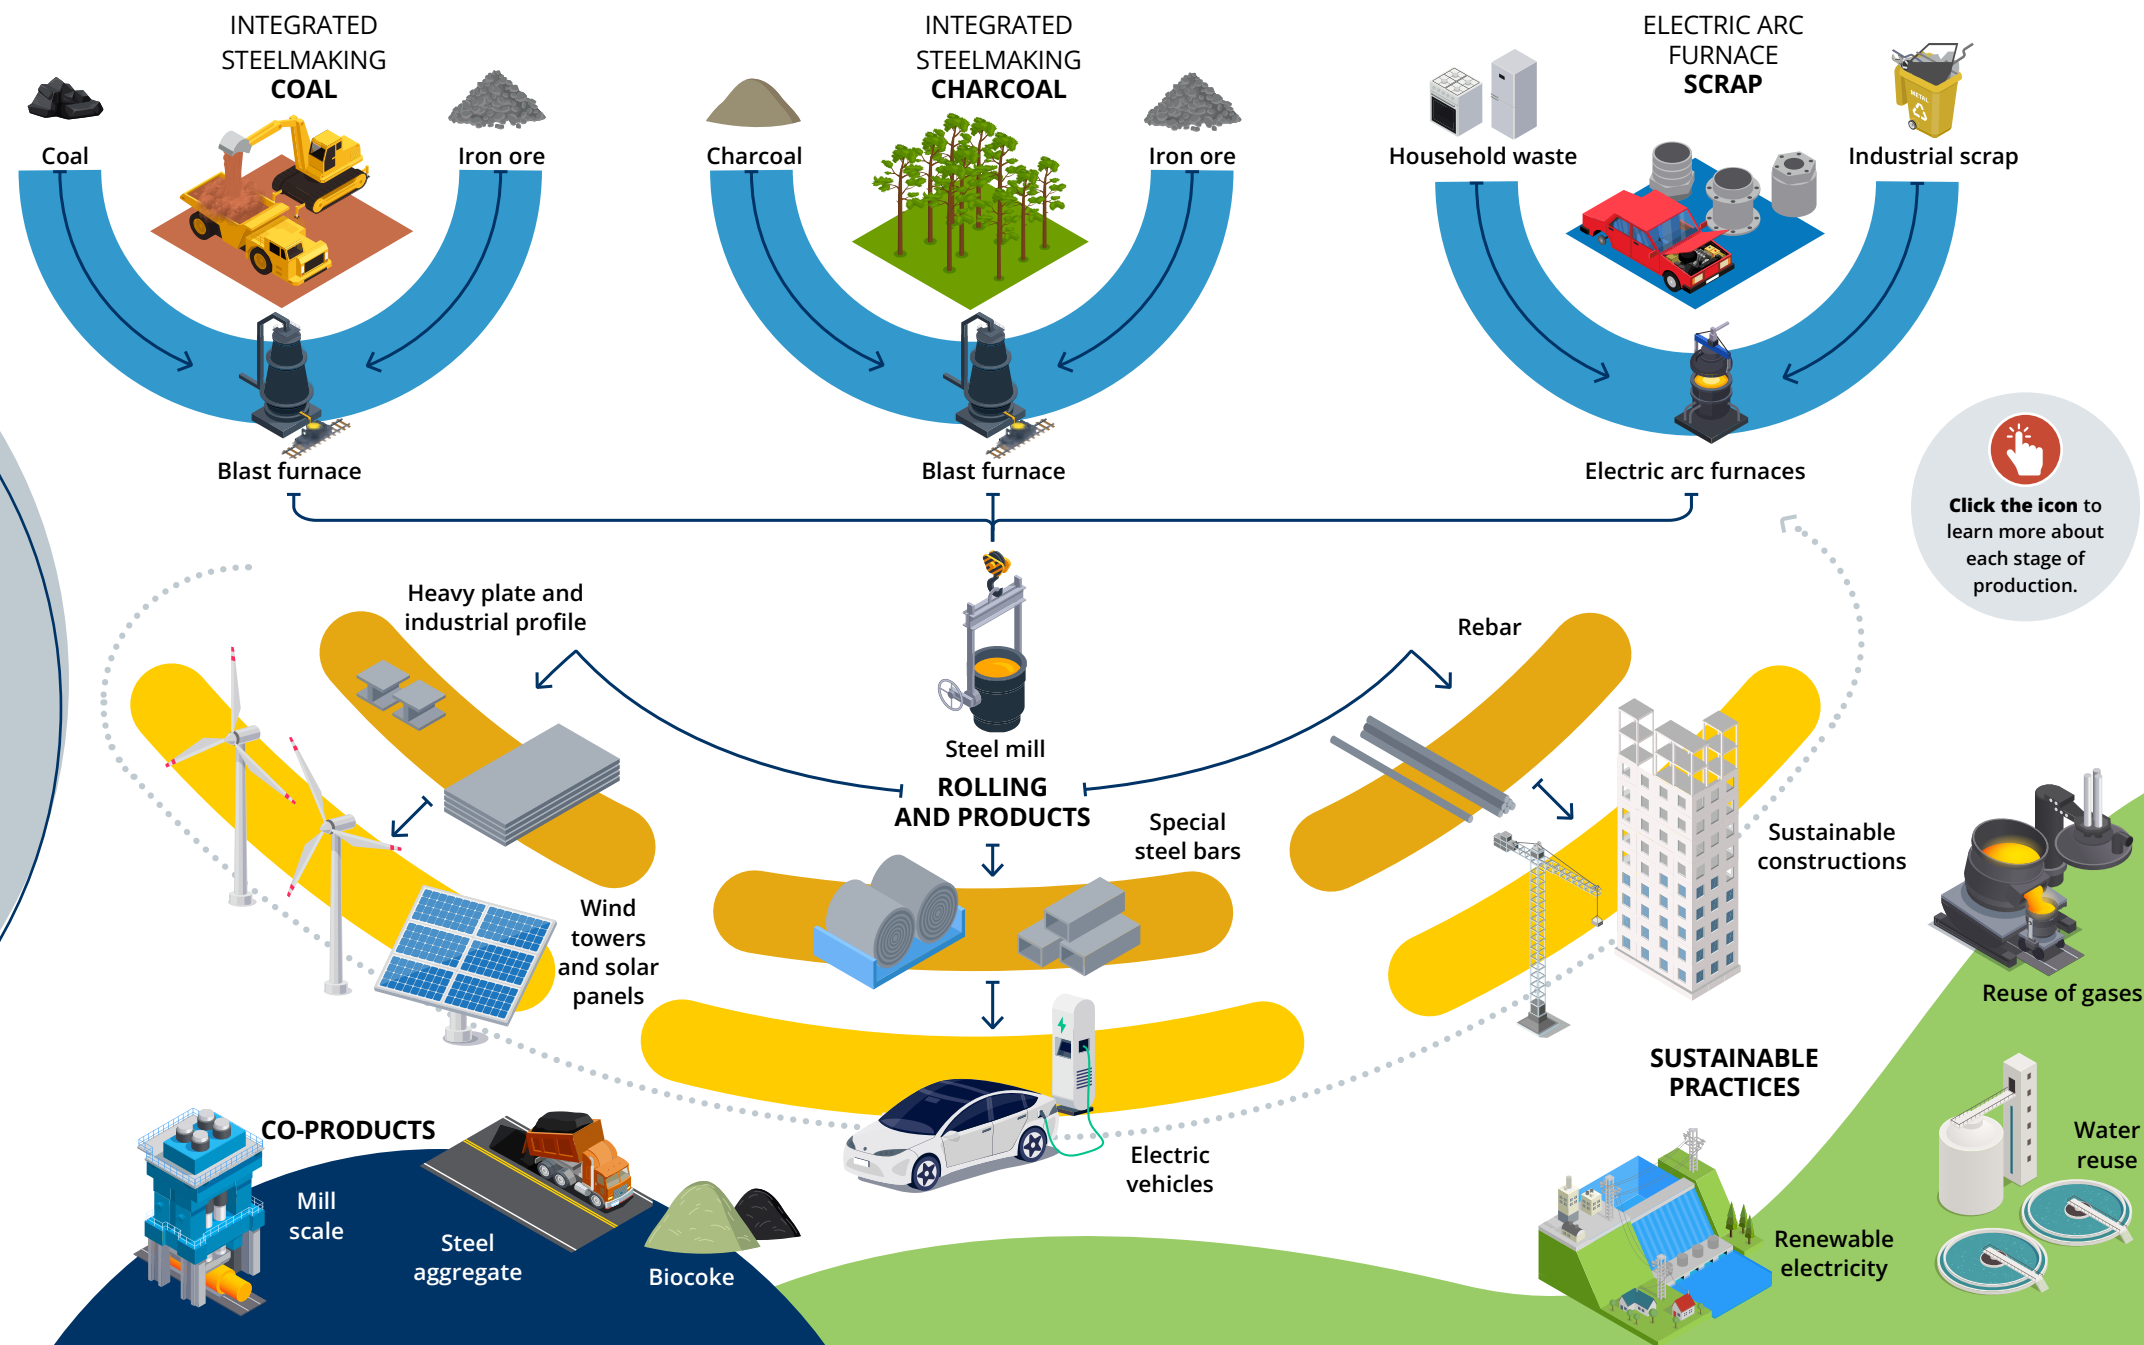 INTEGRATED
STEELMAKING
COAL
Coal
Iron ore
Blast furnace
INTEGRATED
STEELMAKING
CHARCOAL
Charcoal
Iron ore
Blast furnace
ELECTRIC ARC
FURNACE
SCRAP
Household waste
METAL
Industrial scrap
Electric arc furnaces
Click the icon to
learn more about
each stage of
production.
Heavy plate and
industrial profile
Rebar
Steel mill
ROLLING
AND PRODUCTS
Special
steel bars
Wind
towers
and solar
panels
Sustainable
constructions
Electric
vehicles
Reuse of gases
SUSTAINABLE
PRACTICES
Water
reuse
Renewable
electricity
CO-PRODUCTS
Mill
scale
Steel
aggregate
Biocoke